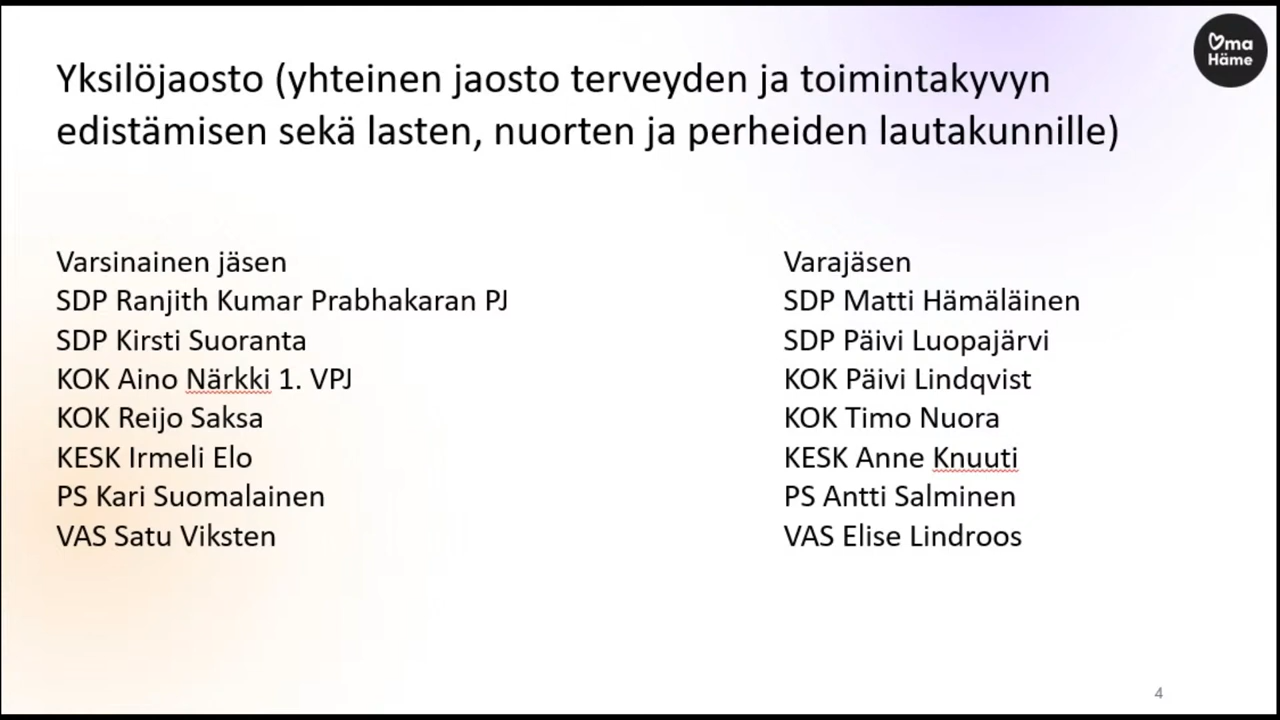 Oma
Häme
Yksilöjaosto (yhteinen jaosto terveyden ja toimintakyvyn
edistämisen sekä lasten, nuorten ja perheiden lautakunnille)
Varsinainen jäsen
SDP Ranjith Kumar Prabhakaran PJ
SDP Kirsti Suoranta
KOK Aino Närkki 1. VPJ
KOK Reijo Saksa
KESK Irmeli Elo
PS Kari Suomalainen
VAS Satu Viksten
Varajäsen
SDP Matti Hämäläinen
SDP Päivi Luopajärvi
KOK Päivi Lindqvist
KOK Timo Nuora
KESK Anne Knuuti
PS Antti Salminen
VAS Elise Lindroos
4